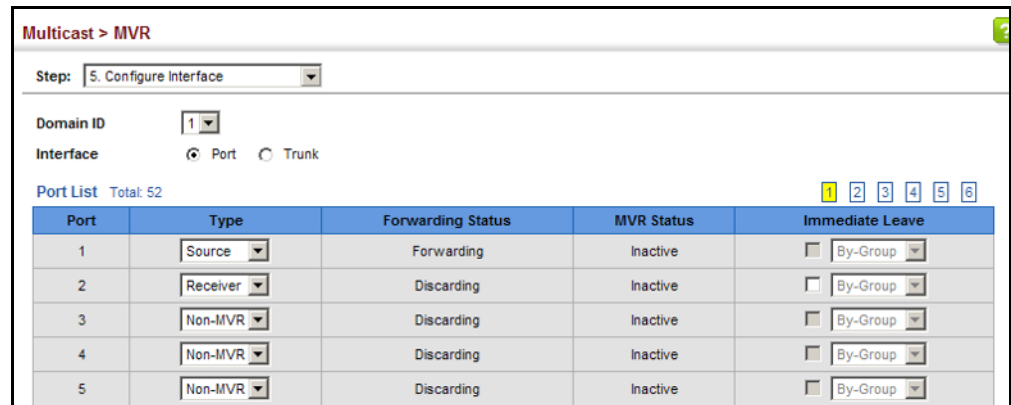 Multicast > MVR
?
Step: 5. Configure Interface
Domain ID 1
Interface Port Trunk
Port List Total: 52 1 2 3 4 5 6
Port Type Forwarding Status MVR Status Immediate Leave
1 Source Forwarding Inactive By-Group
2 Receiver Discarding Inactive By-Group
3 Non-MVR Discarding Inactive By-Group
4 Non-MVR Discarding Inactive By-Group
5 Non-MVR Discarding Inactive By-Group